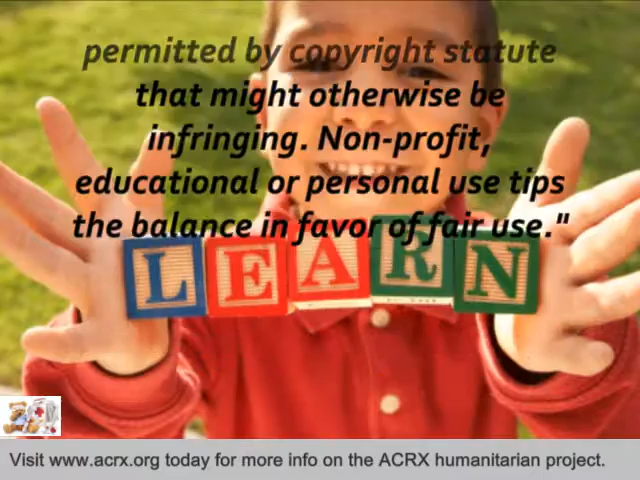 permitted by copyright statute
that might otherwise be
infringing. Non-profit,
educational or personal use tips
the balance in favor of fair use."
LEARN
Visit www.acrx.org today for more info on the ACRX humanitarian project.